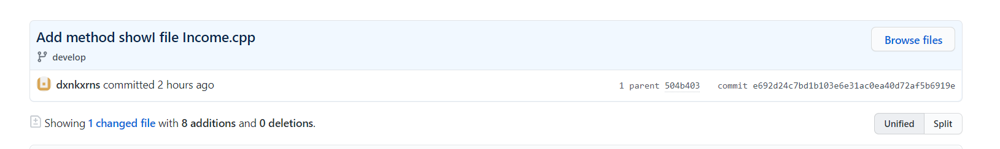 Add method showI file Income.cpp
Browse files
develop
dxnkxrns committed 2 hours ago
1 parent 504b403 commit e692d24c7bd1b103e6e31ac0ea40d72af5b6919e
Showing 1 changed file with 8 additions and 0 deletions.
Unified Split